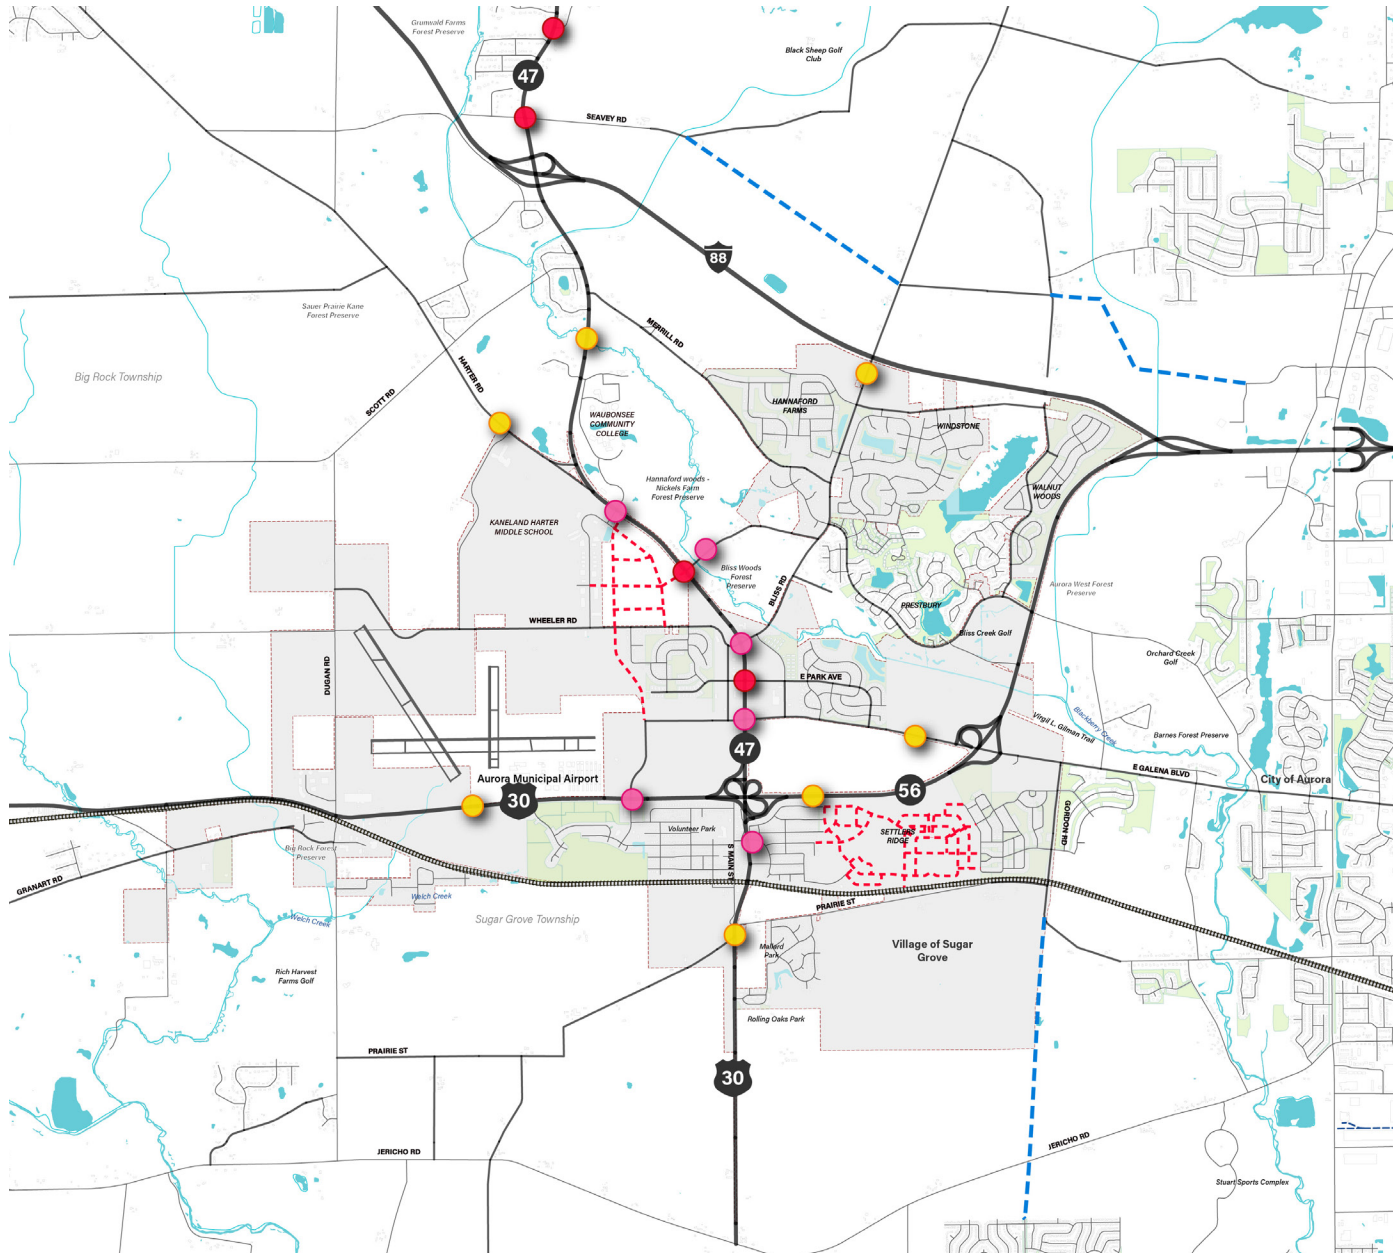 Grunwald Farms
Forest Preserve
47
Black Sheep Golf
Club
SEAVEY RD
88
Sauer Prairie Kane
Forest Preserve
MERRILL RD
Big Rock Township
HARTER RD
SCOTT RD
HANNAFORD
FARMS
WAUBONSEE
COMMUNITY
COLLEGE
WINDSTONE
Hannaford woods -
Nickels Farm
Forest Preserve
WALNUT
WOODS
KANELAND HARTER
MIDDLE SCHOOL
Bliss Woods
Forest
Preserve
BLISS RD
Aurora West Forest
Preserve
PRESTBURY
WHEELER RD
Bliss Creek Golf
Orchard Creek
Golf
DUGAN RD
E PARK AVE
Blackberry Creek
Virgil L. Gilman Trail
Barnes Forest Preserve
47
E GALENA BLVD
Aurora Municipal Airport
City of Aurora
30
56
GORDON RD
Volunteer Park
SETTLERS
RIDGE
Big Rock Forest
Preserve
S MAIN ST
GRANART RD
Welch Creek
PRAIRIE ST
Welch Creek
Sugar Grove Township
Mallard
Park
Village of Sugar
Grove
Rich Harvest
Farms Golf
Rolling Oaks Park
PRAIRIE ST
30
JERICHO RD
JERICHO RD
Stuart Sports Complex